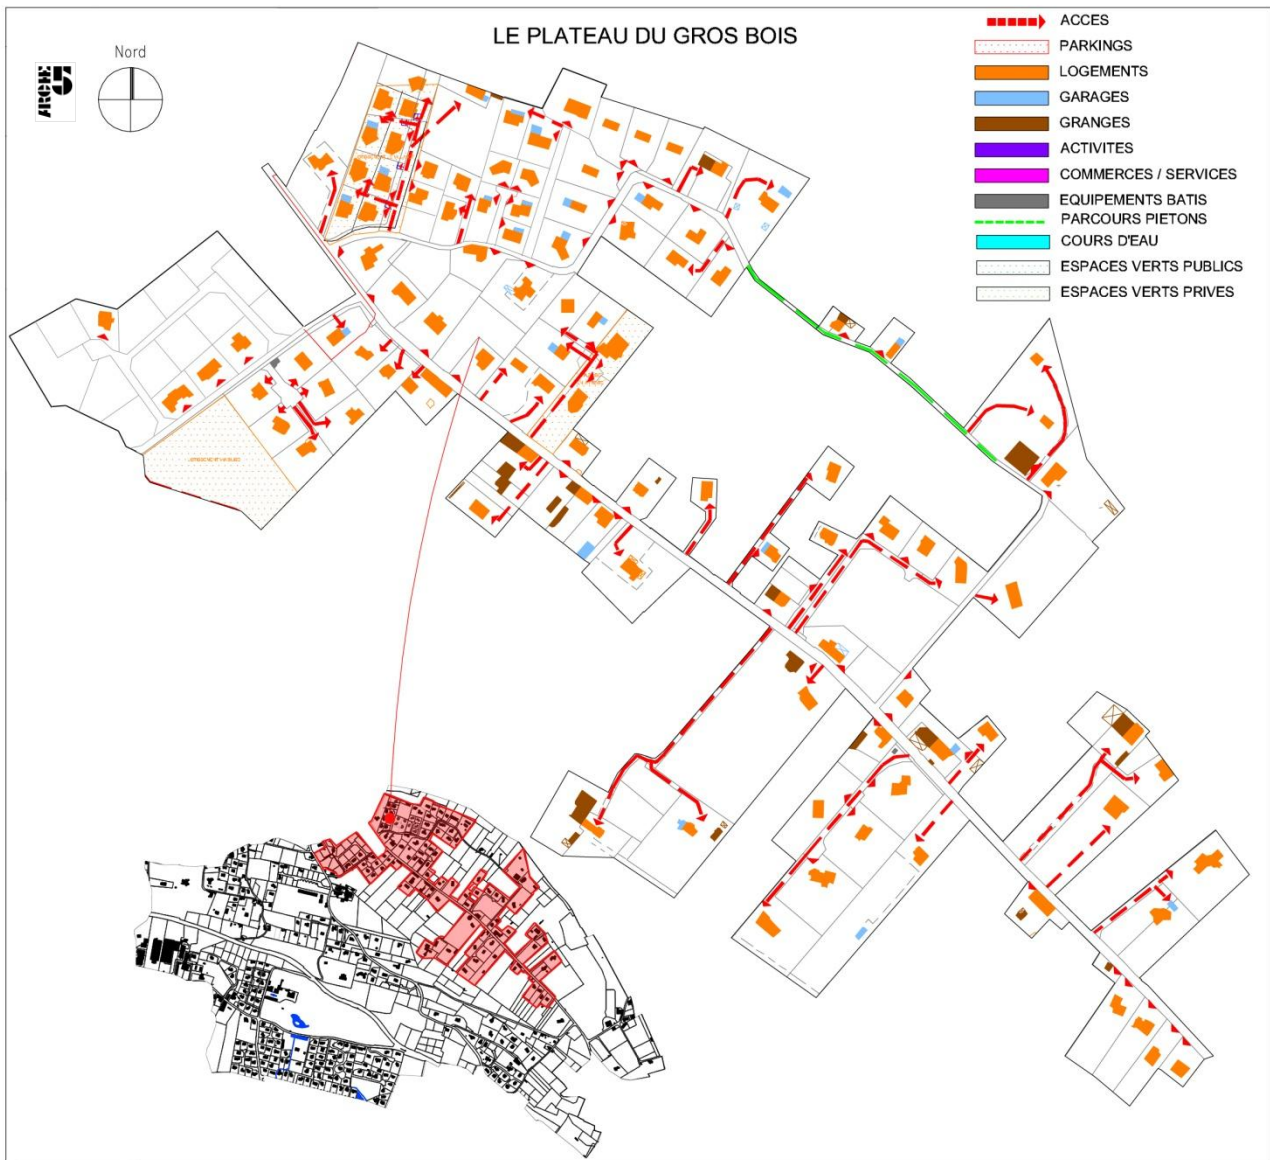 LE PLATEAU DU GROS BOIS
Nord
ARCHE
5
ACCES
PARKINGS
LOGEMENTS
GARAGES
GRANGES
ACTIVITES
COMMERCES / SERVICES
EQUIPEMENTS BATIS
PARCOURS PIETONS
COURS D'EAU
ESPACES VERTS PUBLICS
ESPACES VERTS PRIVES